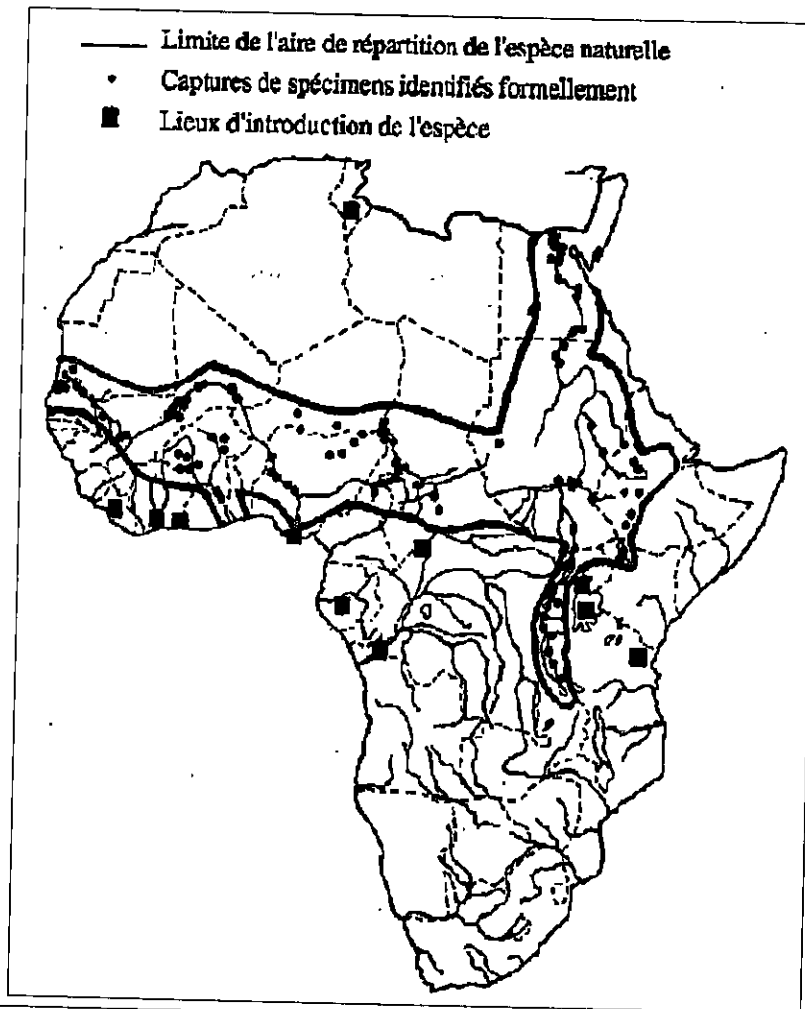 Limite de l'aire de répartition de l'espèce naturelle
Captures de spécimens identifiés formellement
Lieux d'introduction de l'espèce